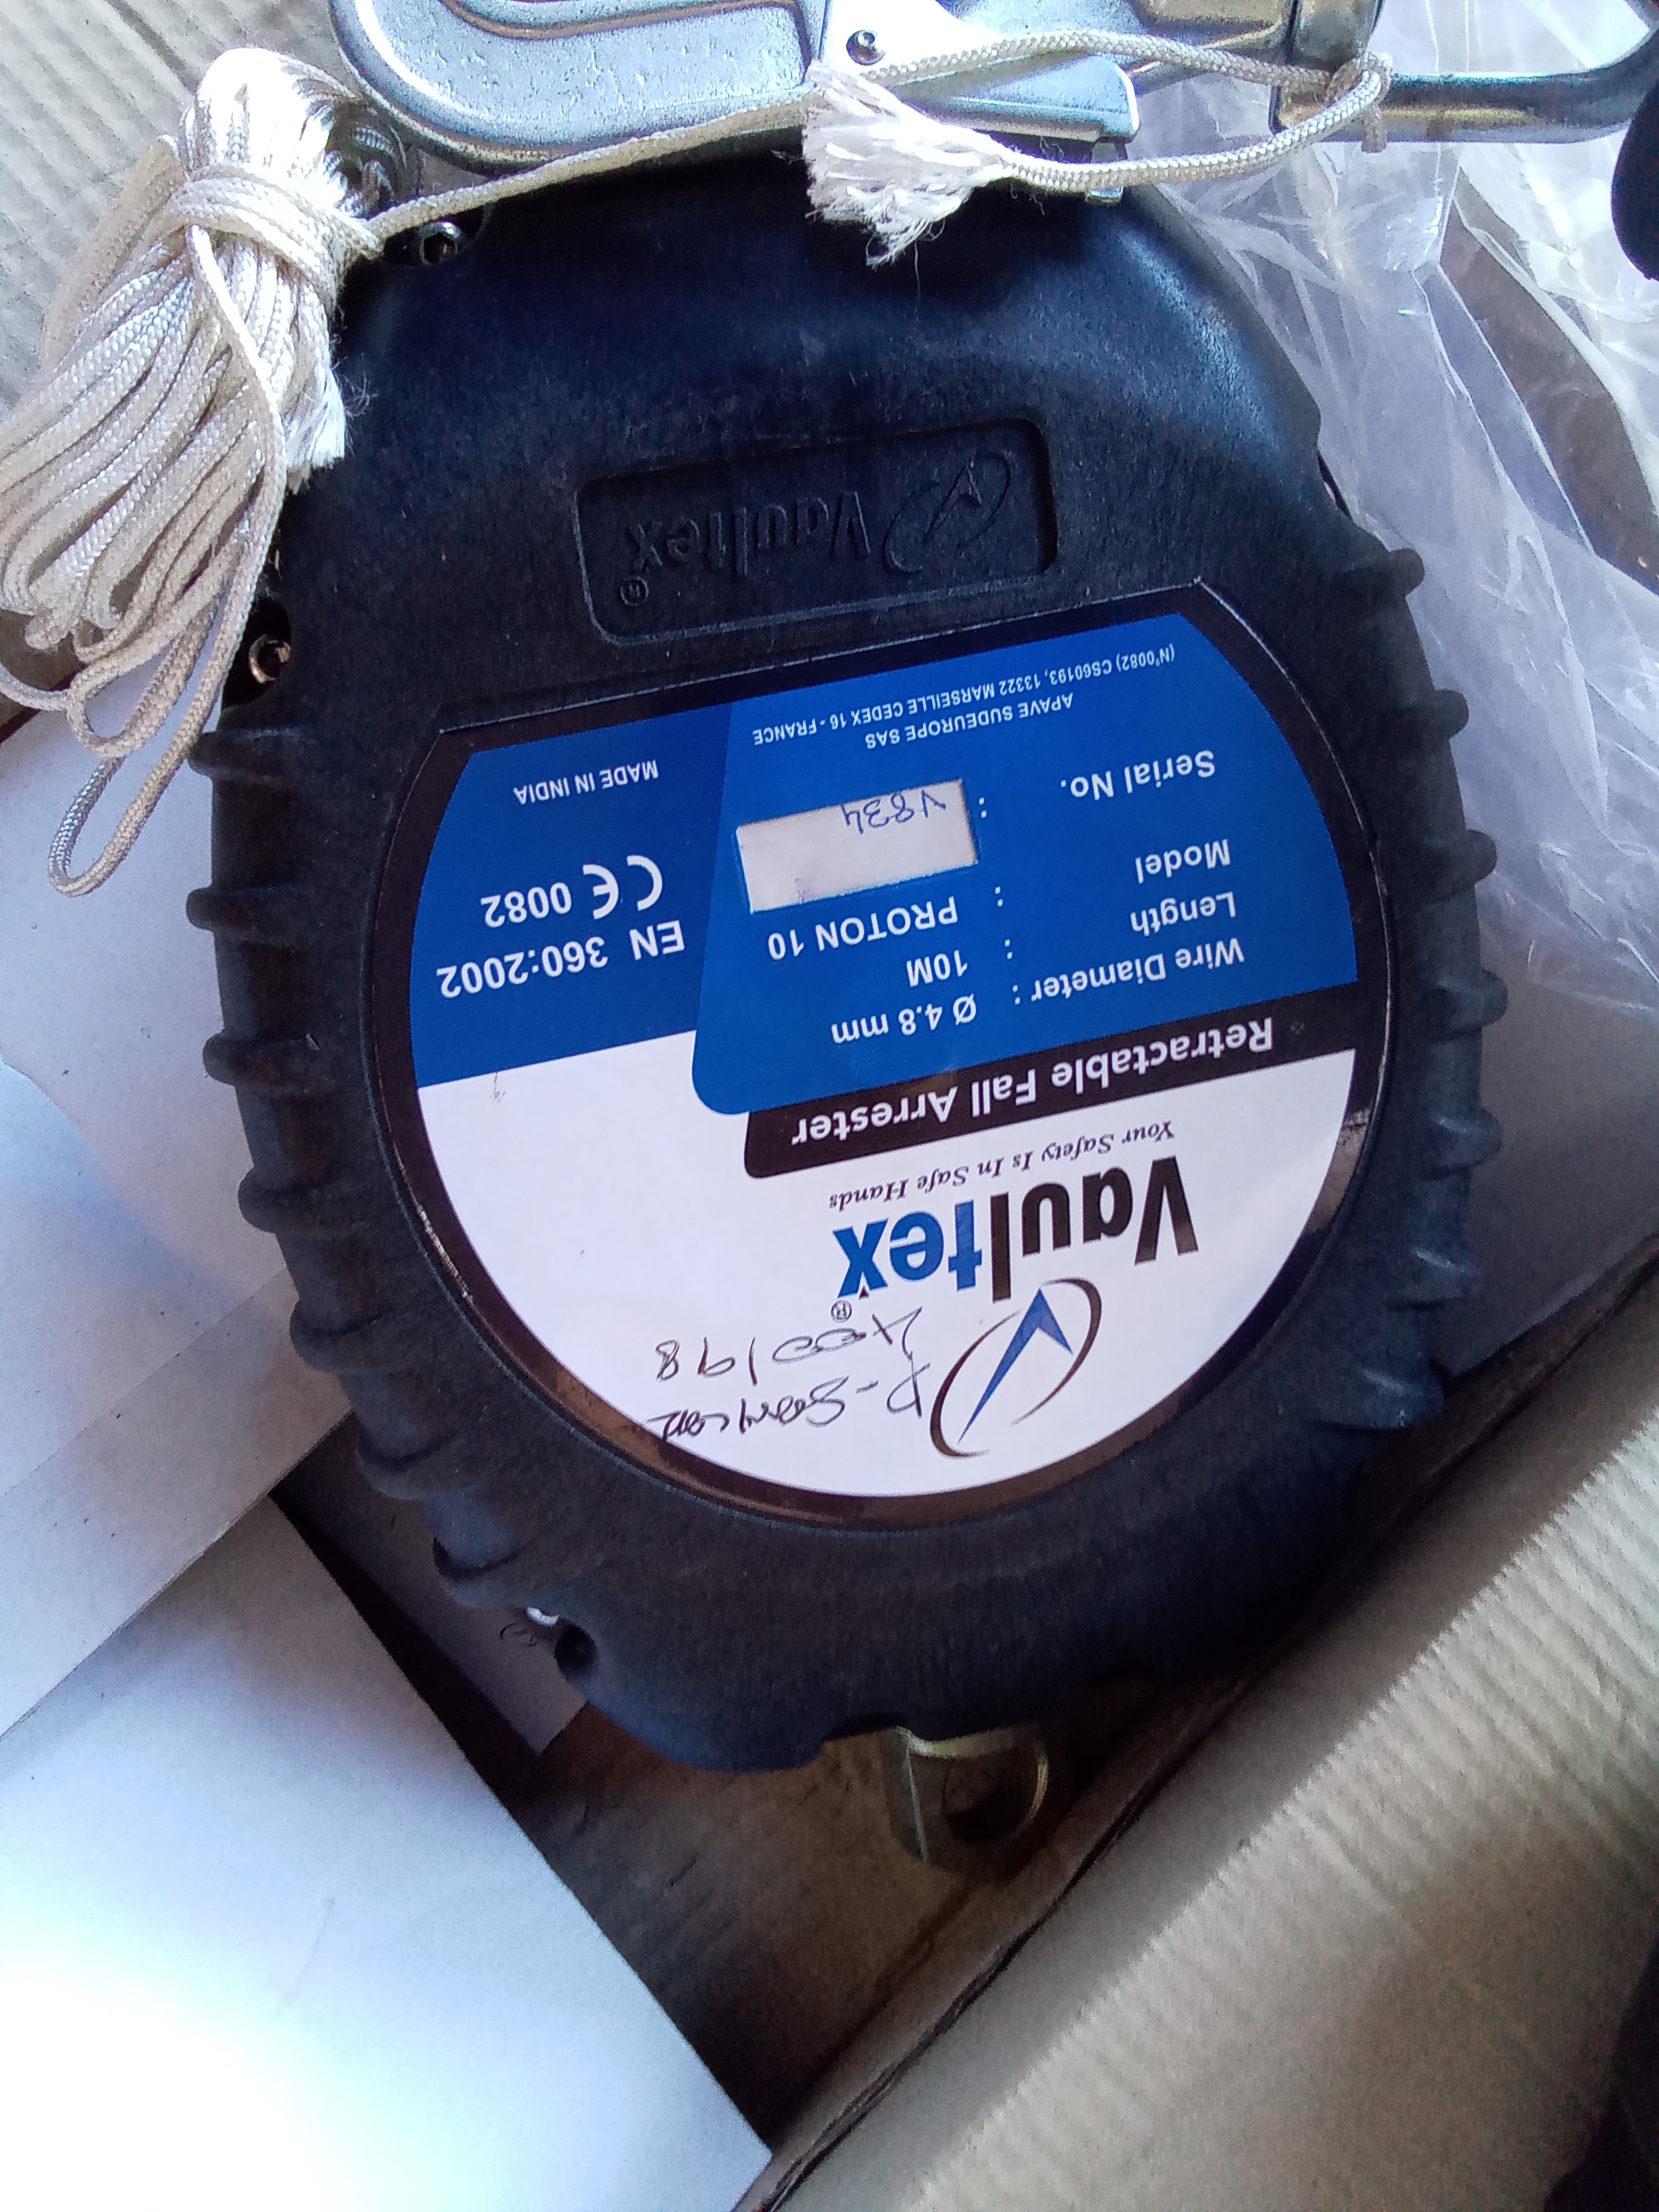 Vaultex®
Your Safety Is In Safe Hands
Retractable Fall Arrester
Wire Diameter : Ø 4.8 mm
Length : 10M
Model : PROTON 10
Serial No. : V834
APAVE SUDEUROPE SAS
(N°0082) CS60193, 13322 MARSEILLE CEDEX 16 - FRANCE
EN 360:2002
CE 0082
MADE IN INDIA
Vaultex®